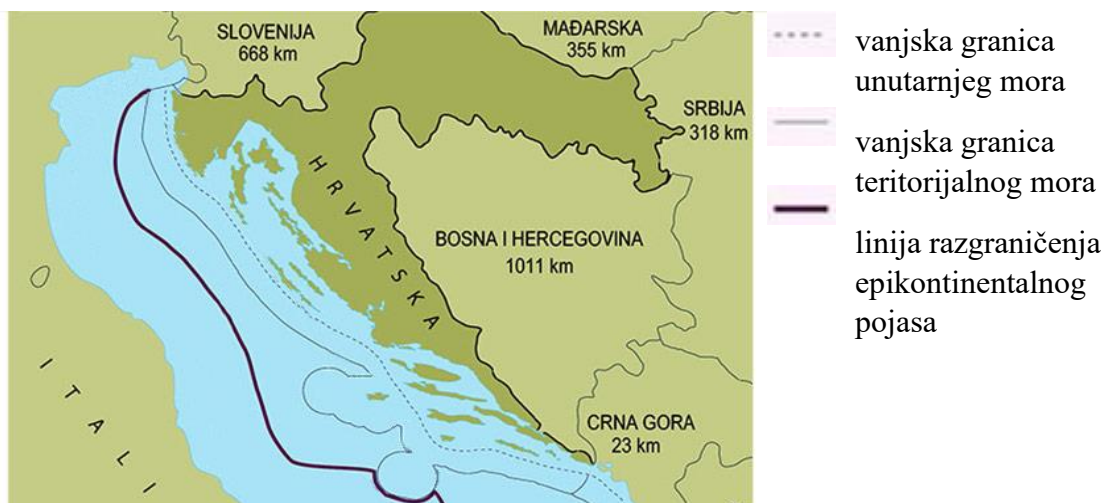 SLOVENIJA
668 km
MAĐARSKA
355 km
SRBIJA
318 km
HRVATSKA
BOSNA I HERCEGOVINA
1011 km
CRNA GORA
23 km
ITALI
vanjska granica
unutarnjeg mora
vanjska granica
teritorijalnog mora
linija razgraničenja
epikontinentalnog
pojasa